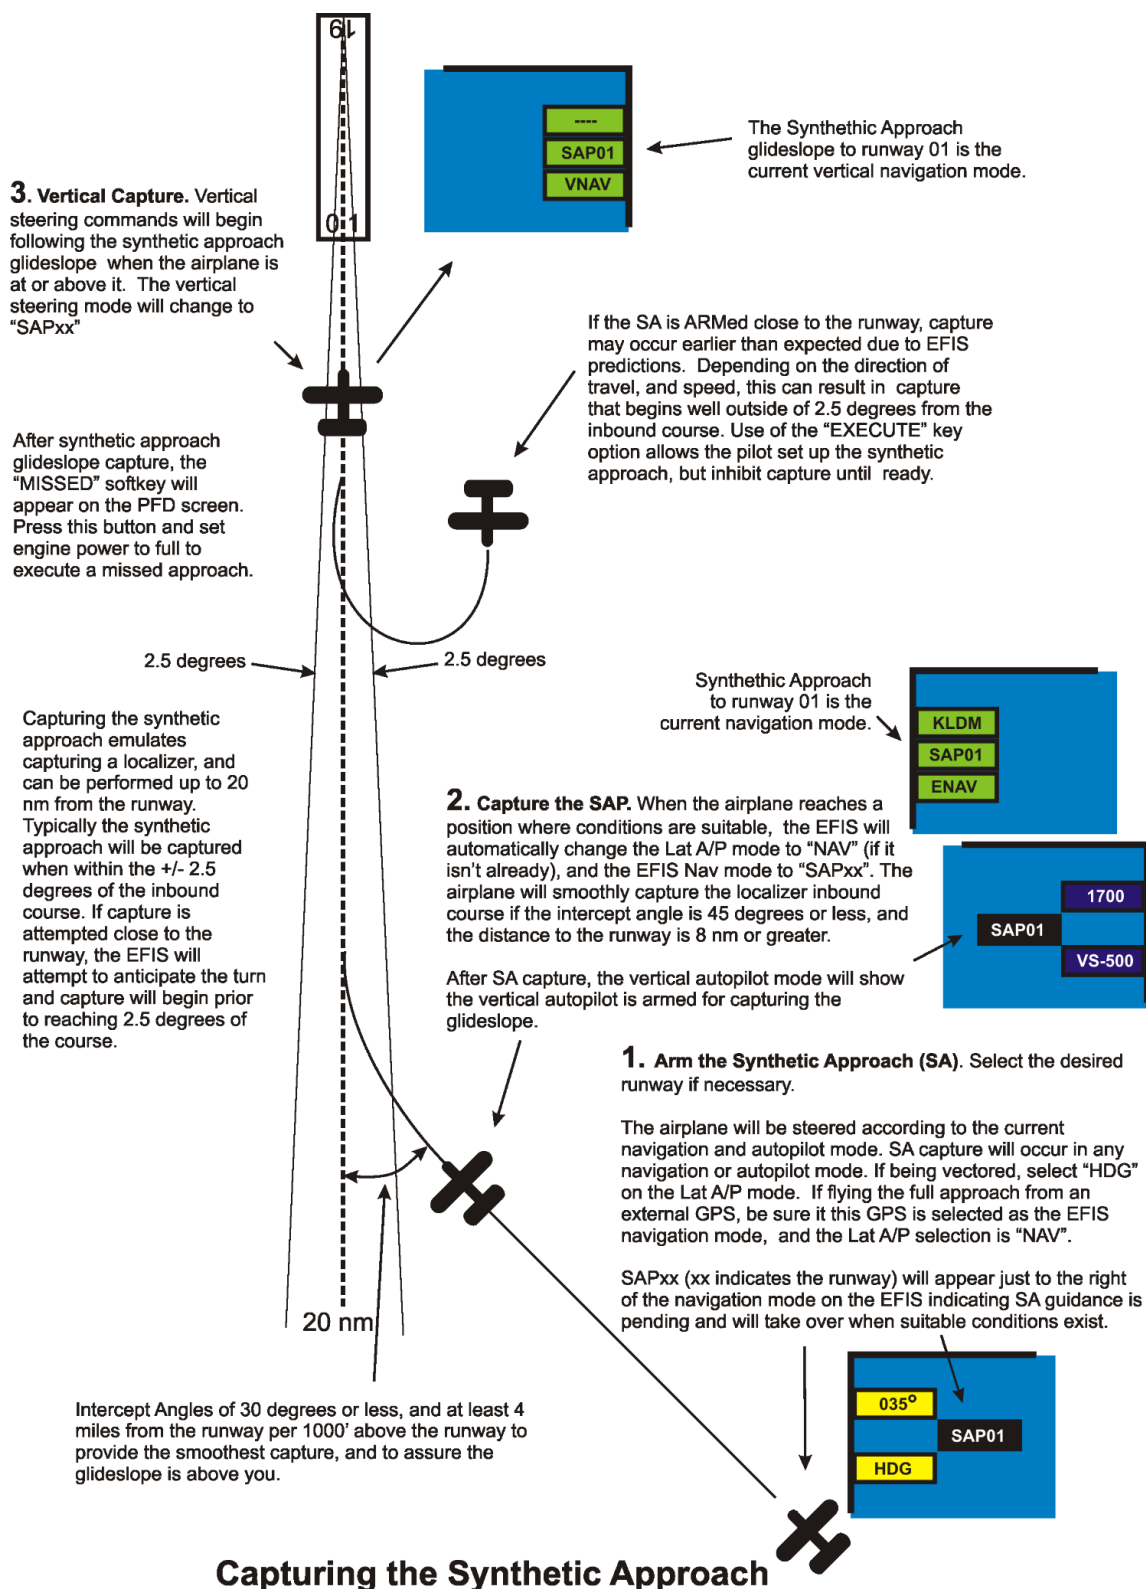 19
01
----
SAP01
VNAV
The Synthethic Approach
glideslope to runway 01 is the
current vertical navigation mode.
3. Vertical Capture. Vertical
steering commands will begin
following the synthetic approach
glideslope when the airplane is
at or above it. The vertical
steering mode will change to
“SAPxx”
If the SA is ARMed close to the runway, capture
may occur earlier than expected due to EFIS
predictions. Depending on the direction of
travel, and speed, this can result in capture
that begins well outside of 2.5 degrees from the
inbound course. Use of the “EXECUTE” key
option allows the pilot set up the synthetic
approach, but inhibit capture until ready.
After synthetic approach
glideslope capture, the
“MISSED” softkey will
appear on the PFD screen.
Press this button and set
engine power to full to
execute a missed approach.
2.5 degrees
2.5 degrees
Synthethic Approach
to runway 01 is the
current navigation mode.
KLDM
SAP01
ENAV
Capturing the synthetic
approach emulates
capturing a localizer, and
can be performed up to 20
nm from the runway.
Typically the synthetic
approach will be captured
when within the +/- 2.5
degrees of the inbound
course. If capture is
attempted close to the
runway, the EFIS will
attempt to anticipate the turn
and capture will begin prior
to reaching 2.5 degrees of
the course.
2. Capture the SAP. When the airplane reaches a
position where conditions are suitable, the EFIS will
automatically change the Lat A/P mode to “NAV” (if it
isn’t already), and the EFIS Nav mode to “SAPxx”. The
airplane will smoothly capture the localizer inbound
course if the intercept angle is 45 degrees or less, and
the distance to the runway is 8 nm or greater.
After SA capture, the vertical autopilot mode will show
the vertical autopilot is armed for capturing the
glideslope.
1700
SAP01
VS-500
1. Arm the Synthetic Approach (SA). Select the desired
runway if necessary.
The airplane will be steered according to the current
navigation and autopilot mode. SA capture will occur in any
navigation or autopilot mode. If being vectored, select “HDG”
on the Lat A/P mode. If flying the full approach from an
external GPS, be sure it this GPS is selected as the EFIS
navigation mode, and the Lat A/P selection is “NAV”.
SAPxx (xx indicates the runway) will appear just to the right
of the navigation mode on the EFIS indicating SA guidance is
pending and will take over when suitable conditions exist.
20 nm
035°
SAP01
HDG
Intercept Angles of 30 degrees or less, and at least 4
miles from the runway per 1000’ above the runway to
provide the smoothest capture, and to assure the
glideslope is above you.
Capturing the Synthetic Approach